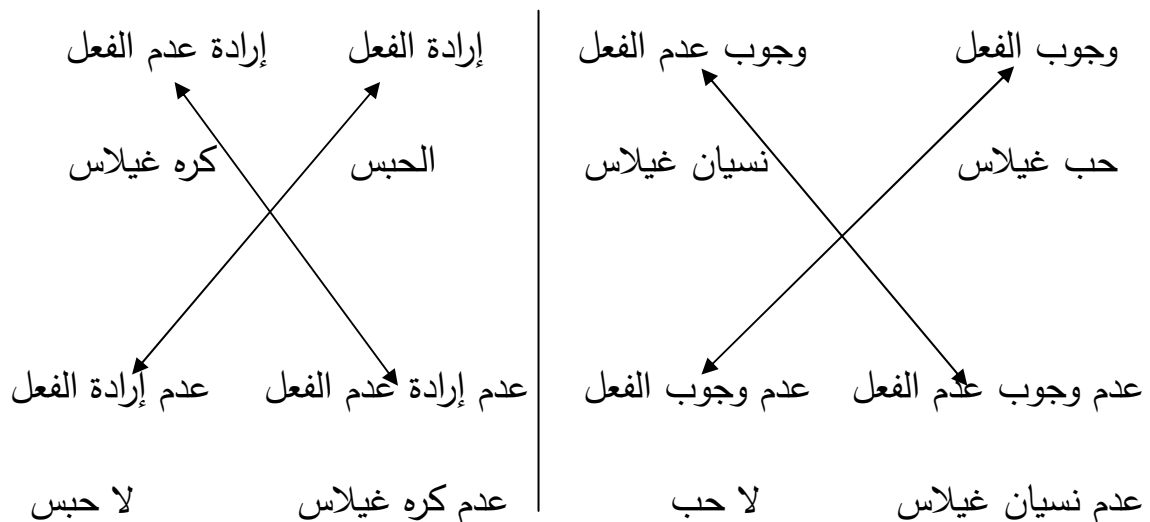 وجوب الفعل وجوب عدم الفعل إرادة الفعل إرادة عدم الفعل
حب غيلاس نسيان غيلاس الحبس كره غيلاس
عدم وجوب عدم الفعل عدم وجوب الفعل عدم إرادة عدم الفعل عدم إرادة الفعل
عدم نسيان غيلاس لا حب عدم كره غيلاس لا حبس